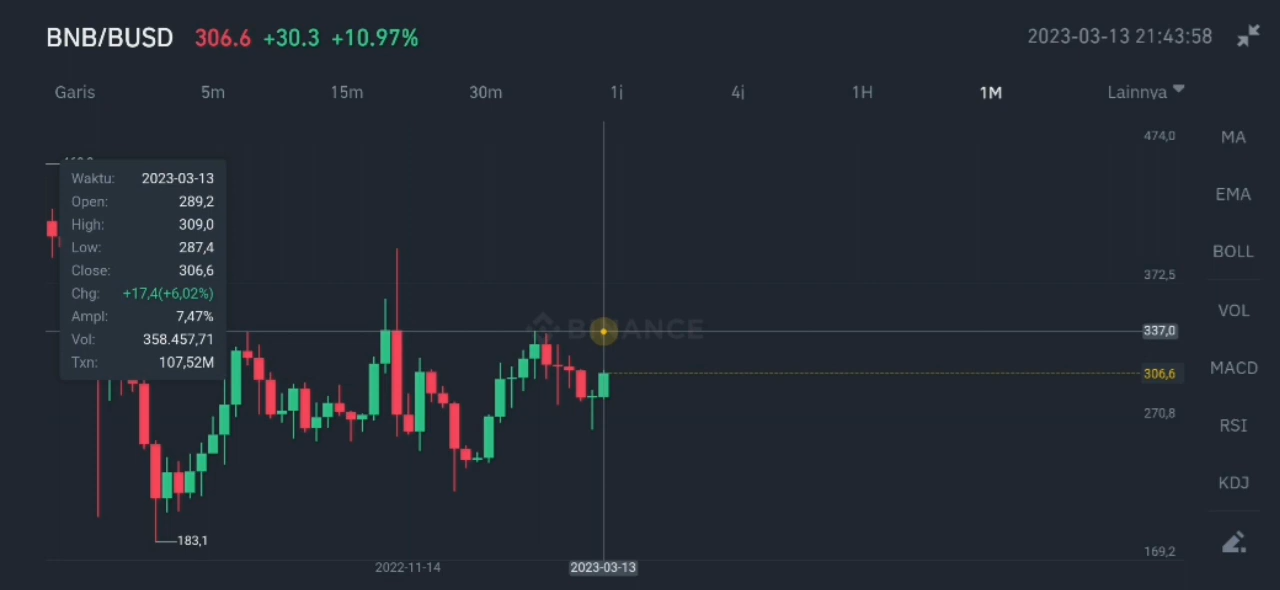 BNB/BUSD 306.6 +30.3 +10.97% 2023-03-13 21:43:58
Garis 5m 15m 30m 1j 4j 1H 1M Lainnya
474,0 MA
Waktu: 2023-03-13
Open: 289,2 EMA
High: 309,0
Low: 287,4 BOLL
Close: 306,6 372,5
Chg: +17,4(+6,02%)
Ampl: 7,47% VOL
BINANCE 337,0
Vol: 358.457,71
Txn: 107,52M MACD
306,6
270,8 RSI
KDJ
183,1
169,2
2022-11-14 2023-03-13